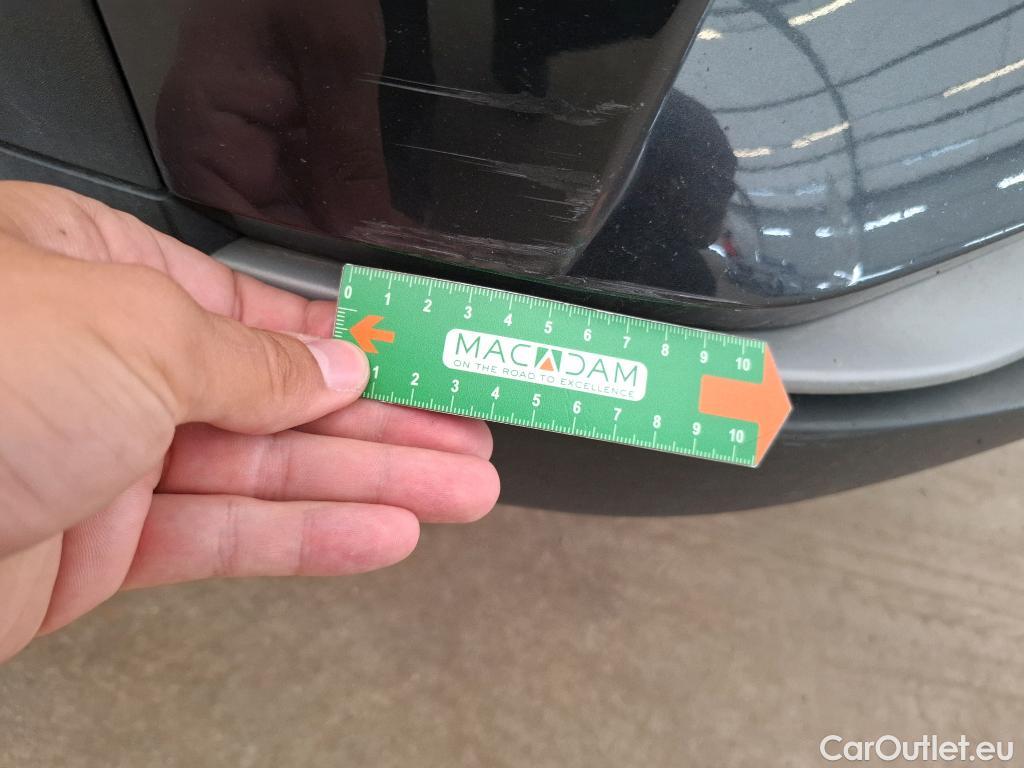 0 1 2 3 4 5 6 7 8 9 10
MACADAM
ON THE ROAD TO EXCELLENCE
1 2 3 4 5 6 7 8 9 10
CarOutlet.eu